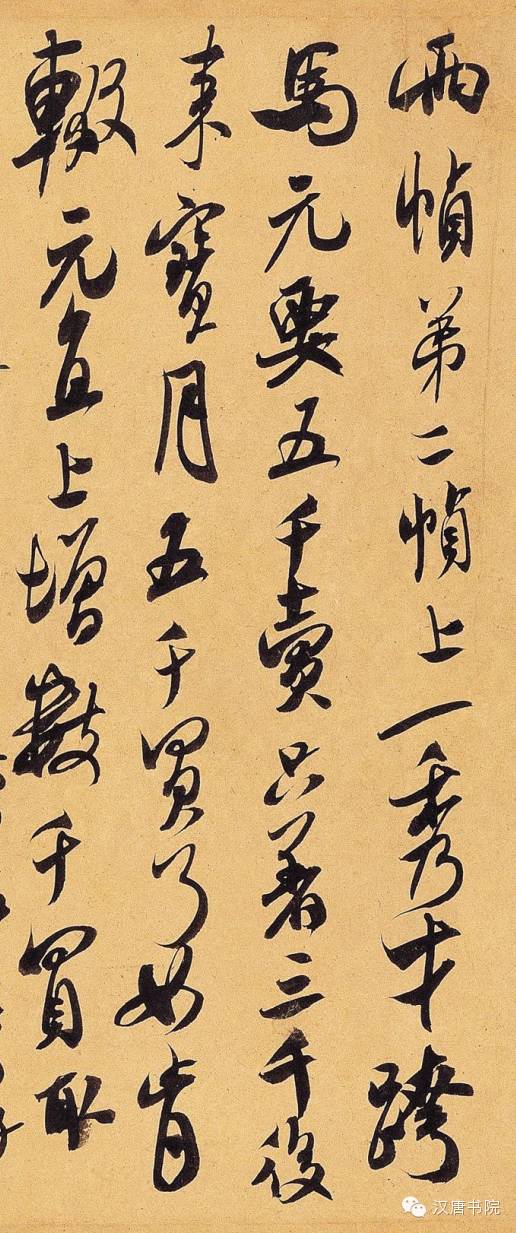 兩幀第二幀上一秀才跨
馬元要五千賣只著三千後
來寶月五千買了如肯
輟元直上增數千買取
汉唐书院